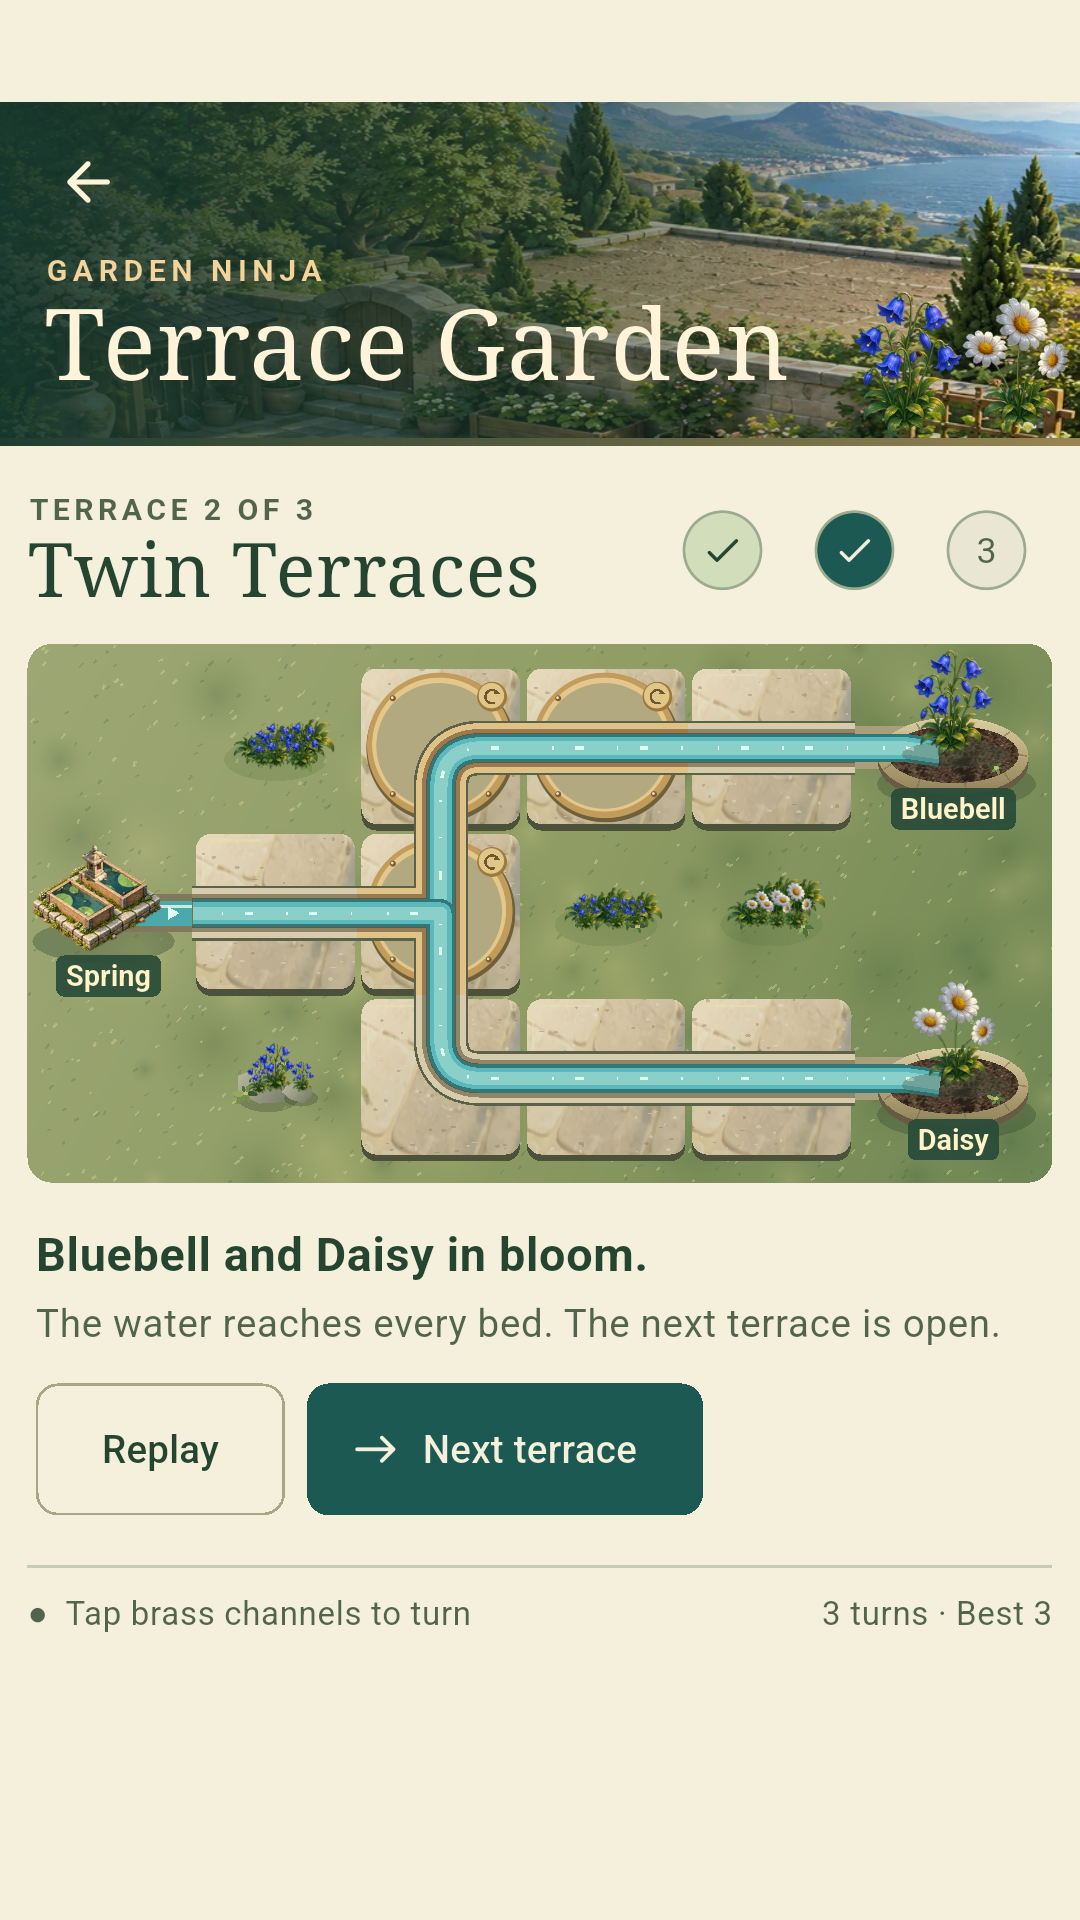 GARDEN NINJA
Terrace Garden
TERRACE 2 OF 3
Twin Terraces
3
Bluebell
Spring
Daisy
Bluebell and Daisy in bloom.
The water reaches every bed. The next terrace is open.
Replay
Next terrace
Tap brass channels to turn
3 turns · Best 3